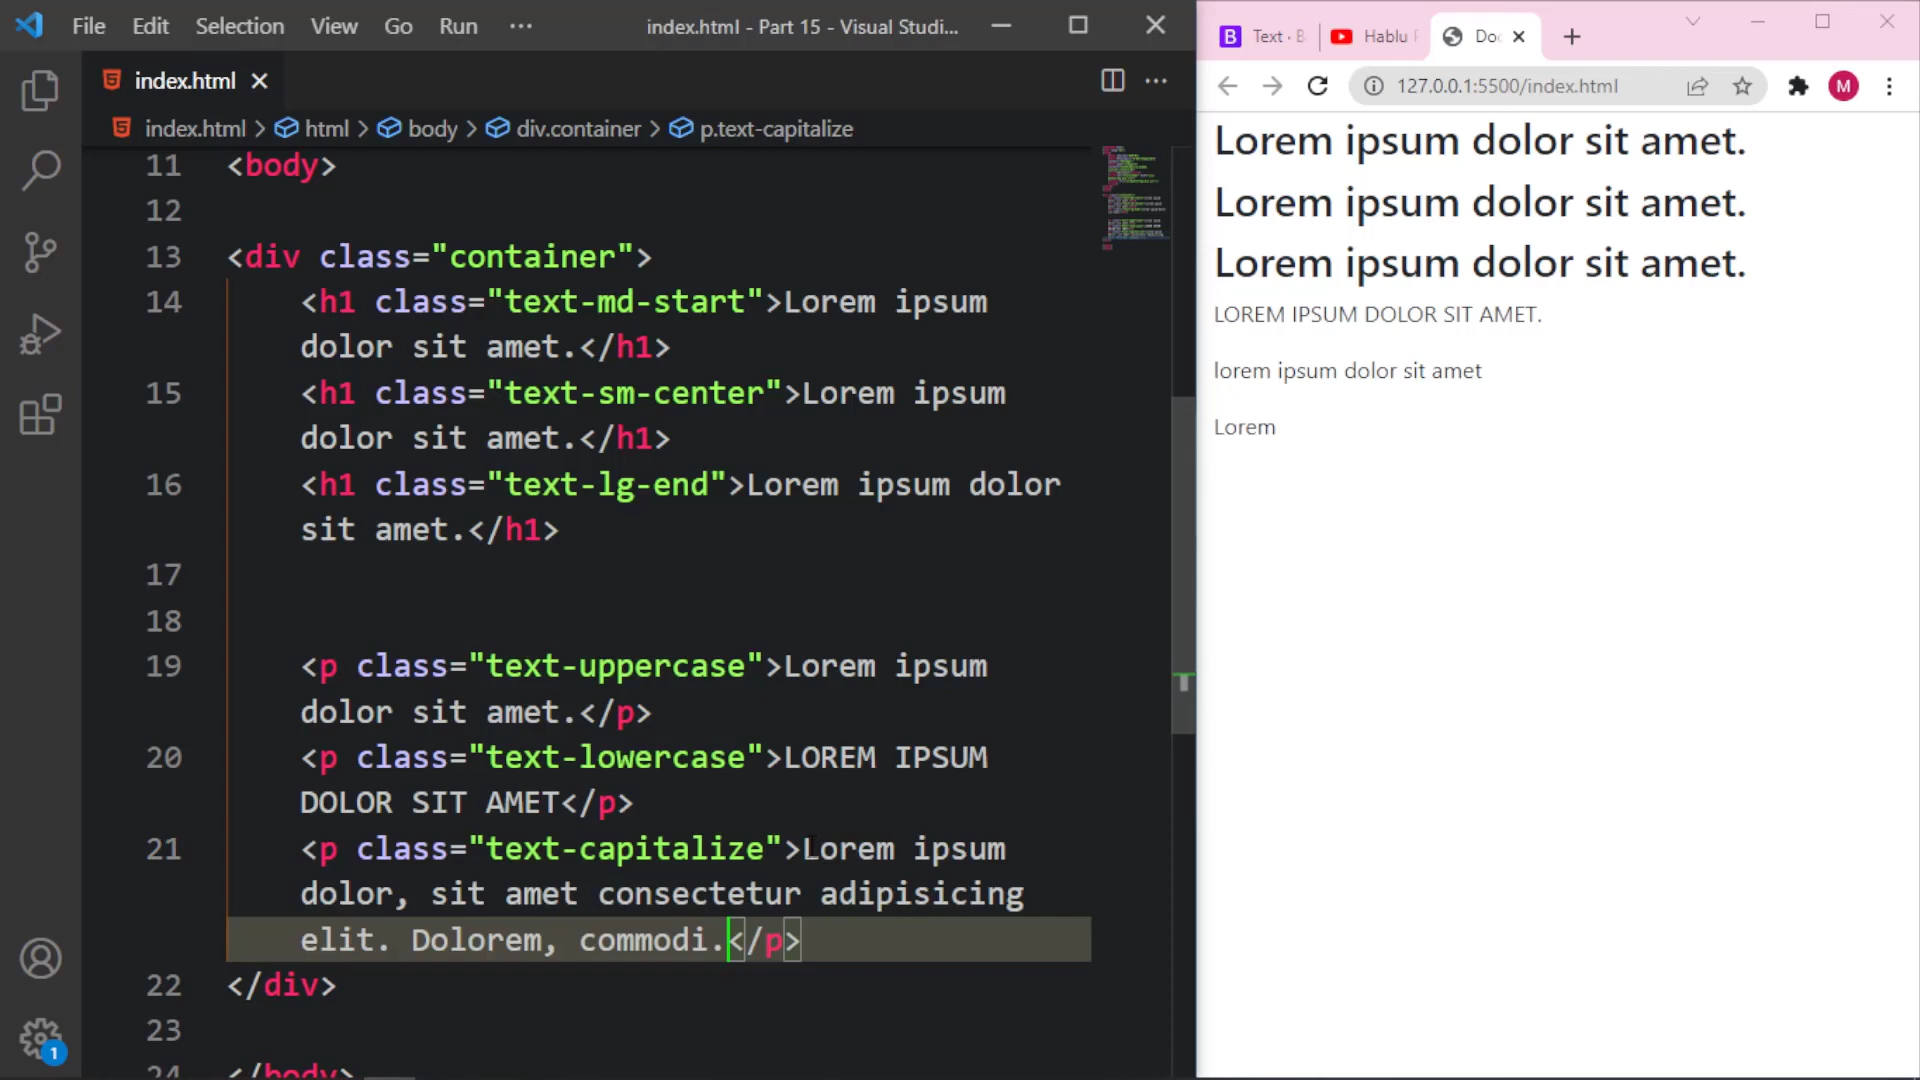 File Edit Selection View Go Run ··· index.html - Part 15 - Visual Studi...
index.html
index.html > html > body > div.container > p.text-capitalize
11 <body>
12
13 <div class="container">
14 <h1 class="text-md-start">Lorem ipsum
dolor sit amet.</h1>
15 <h1 class="text-sm-center">Lorem ipsum
dolor sit amet.</h1>
16 <h1 class="text-lg-end">Lorem ipsum dolor
sit amet.</h1>
17
18
19 <p class="text-uppercase">Lorem ipsum
dolor sit amet.</p>
20 <p class="text-lowercase">LOREM IPSUM
DOLOR SIT AMET</p>
21 <p class="text-capitalize">Lorem ipsum
dolor, sit amet consectetur adipisicing
elit. Dolorem, commodi.</p>
22 </div>
23
24 </body>
1
B Text · B Hablu Doc
127.0.0.1:5500/index.html M
Lorem ipsum dolor sit amet.
Lorem ipsum dolor sit amet.
Lorem ipsum dolor sit amet.
LOREM IPSUM DOLOR SIT AMET.
lorem ipsum dolor sit amet
Lorem